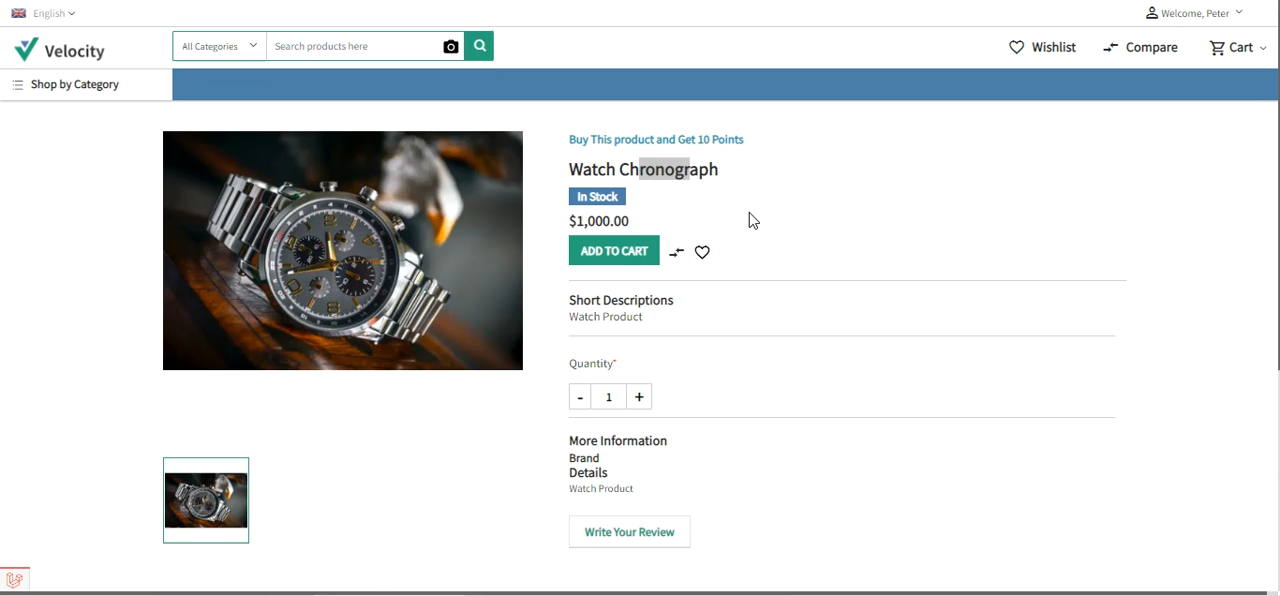 English
Welcome, Peter
Velocity
All Categories
Search products here
Wishlist
Compare
Cart
Shop by Category
Buy This product and Get 10 Points
Watch Chronograph
In Stock
$1,000.00
ADD TO CART
Short Descriptions
Watch Product
Quantity*
- 1 +
More Information
Brand
Details
Watch Product
Write Your Review